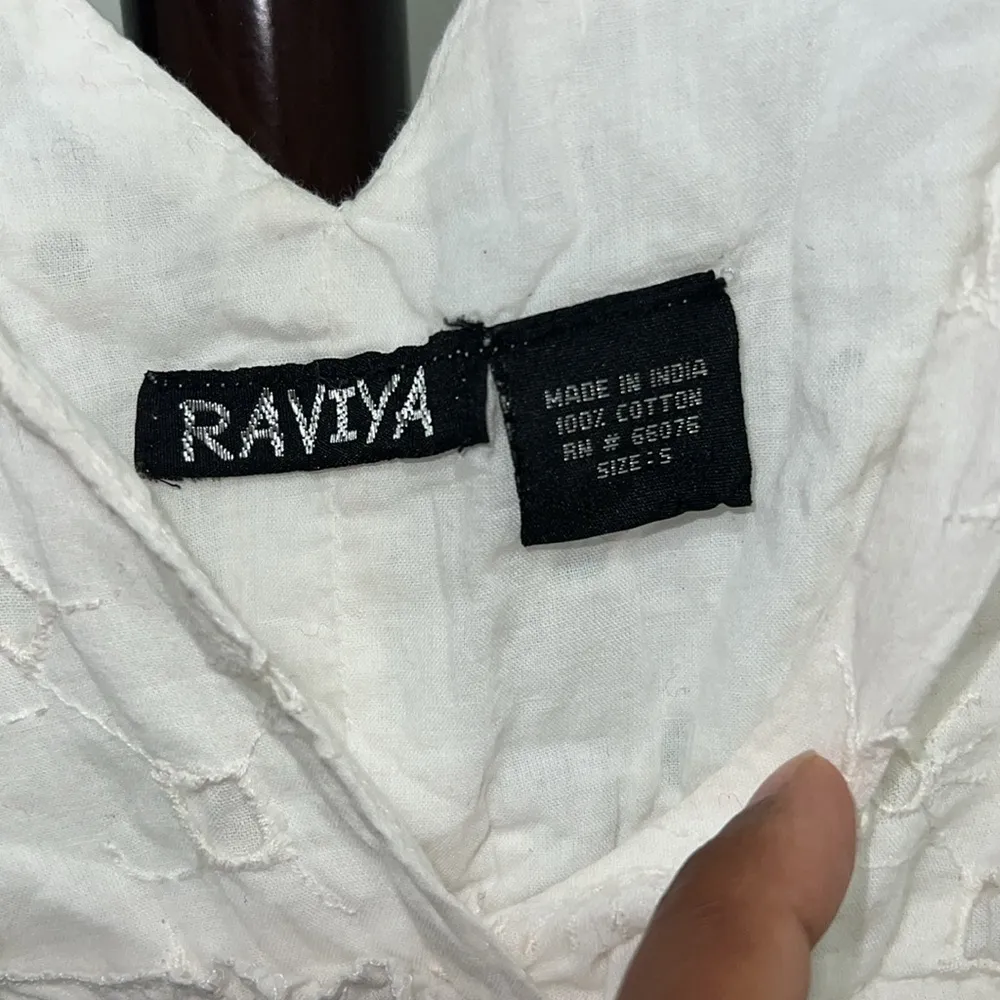 RAVIYA
MADE IN INDIA
100% COTTON
RN # 66076
SIZE: S